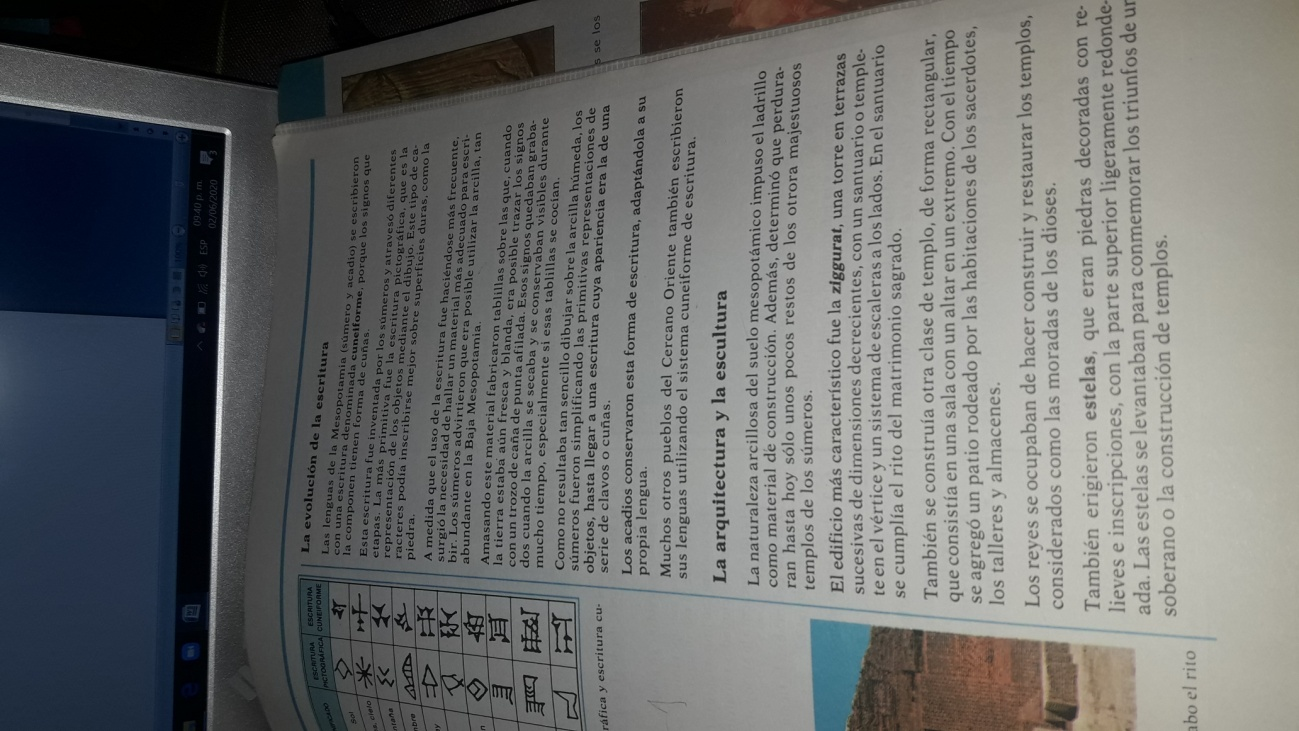 La evolución de la escritura
Las lenguas de la Mesopotamia (súmero y acadio) se escribieron
con una escritura denominada cuneiforme, porque los signos que
la componen tienen forma de cuñas.
Esta escritura fue inventada por los súmeros y atravesó diferentes
etapas. La más primitiva fue la escritura pictográfica, que es la
representación de los objetos mediante el dibujo. Este tipo de ca-
racteres podía inscribirse mejor sobre superficies duras, como la
piedra.
A medida que el uso de la escritura fue haciéndose más frecuente,
surgió la necesidad de hallar un material más adecuado para escri-
bir. Los súmeros advirtieron que era posible utilizar la arcilla, tan
abundante en la Baja Mesopotamia.
Amasando este material fabricaron tablillas sobre las que, cuando
la tierra estaba aún fresca y blanda, era posible trazar los signos
con un trozo de caña de punta afilada. Esos signos quedaban graba-
dos cuando la arcilla se secaba y se conservaban visibles durante
mucho tiempo, especialmente si esas tablillas se cocían.
Como no resultaba tan sencillo dibujar sobre la arcilla húmeda, los
súmeros fueron simplificando las primitivas representaciones de
objetos, hasta llegar a una escritura cuya apariencia era la de una
serie de clavos o cuñas.
Los acadios conservaron esta forma de escritura, adaptándola a su
propia lengua.
Muchos otros pueblos del Cercano Oriente también escribieron
sus lenguas utilizando el sistema cuneiforme de escritura.
La arquitectura y la escultura
La naturaleza arcillosa del suelo mesopotámico impuso el ladrillo
como material de construcción. Además, determinó que perdura-
ran hasta hoy sólo unos pocos restos de los otrora majestuosos
templos de los súmeros.
El edificio más característico fue la ziggurat, una torre en terrazas
sucesivas de dimensiones decrecientes, con un santuario o temple-
te en el vértice y un sistema de escaleras a los lados. En el santuario
se cumplía el rito del matrimonio sagrado.
También se construía otra clase de templo, de forma rectangular,
que consistía en una sala con un altar en un extremo. Con el tiempo
se agregó un patio rodeado por las habitaciones de los sacerdotes,
los talleres y almacenes.
Los reyes se ocupaban de hacer construir y restaurar los templos,
considerados como las moradas de los dioses.
También erigieron estelas, que eran piedras decoradas con re-
lieves e inscripciones, con la parte superior ligeramente redonde-
ada. Las estelas se levantaban para conmemorar los triunfos de un
soberano o la construcción de templos.
ESCRITURA PICTOGRÁFICA
ESCRITURA CUNEIFORME
Sol
ráfica y escritura cu-
abo el rito
s se los
ESP
09:40 p. m.
02/06/2020